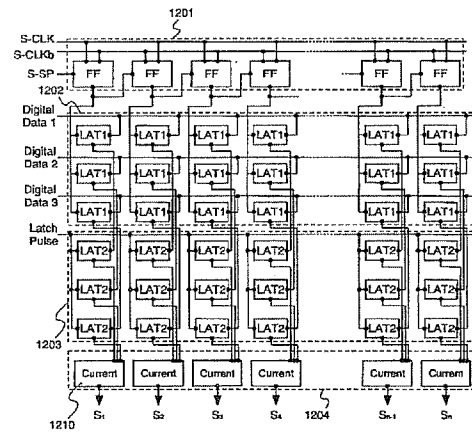 1201
S-CLK
S-CLKb
S-SP
FF FF FF FF FF FF
1202
Digital Data 1
LAT1 LAT1 LAT1 LAT1 LAT1 LAT1
Digital Data 2
LAT1 LAT1 LAT1 LAT1 LAT1 LAT1
Digital Data 3
LAT1 LAT1 LAT1 LAT1 LAT1 LAT1
Latch Pulse
LAT2 LAT2 LAT2 LAT2 LAT2 LAT2
LAT2 LAT2 LAT2 LAT2 LAT2 LAT2
1203
LAT2 LAT2 LAT2 LAT2 LAT2 LAT2
Current Current Current Current Current Current
1210
S1 S2 S3 S4 1204 Sn-1 Sn